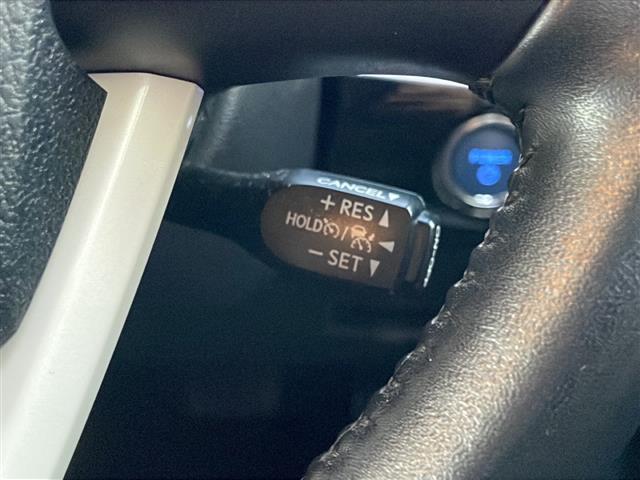 CANCEL
+ RES ▲
HOLD / ◀
− SET ▼